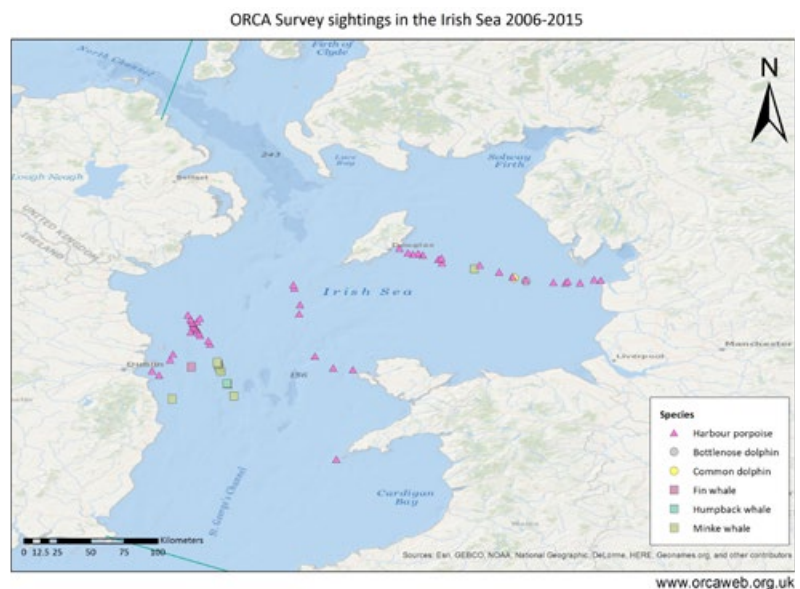 ORCA Survey sightings in the Irish Sea 2006-2015
Firth of
Clyde
North Channel
N
243
Luce
Bay
Solway
Firth
Lough Neagh
Belfast
UNITED KINGDOM
IRELAND
Douglas
Irish Sea
Dublin
Liverpool
Manchester
St. George's Channel
Cardigan
Bay
Species
Harbour porpoise
Bottlenose dolphin
Common dolphin
Fin whale
Humpback whale
Minke whale
Kilometers
0 12.5 25 50 75 100
Sources: Esri, GEBCO, NOAA, National Geographic, DeLorme, HERE, Geonames.org, and other contributors
www.orcaweb.org.uk